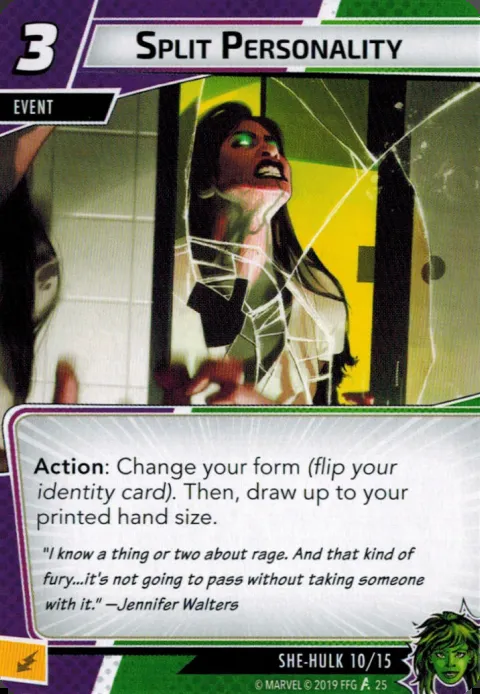 3
SPLIT PERSONALITY
EVENT
Action: Change your form (flip your
identity card). Then, draw up to your
printed hand size.
"I know a thing or two about rage. And that kind of
fury...it's not going to pass without taking someone
with it." —Jennifer Walters
SHE-HULK 10/15
© MARVEL © 2019 FFG 25